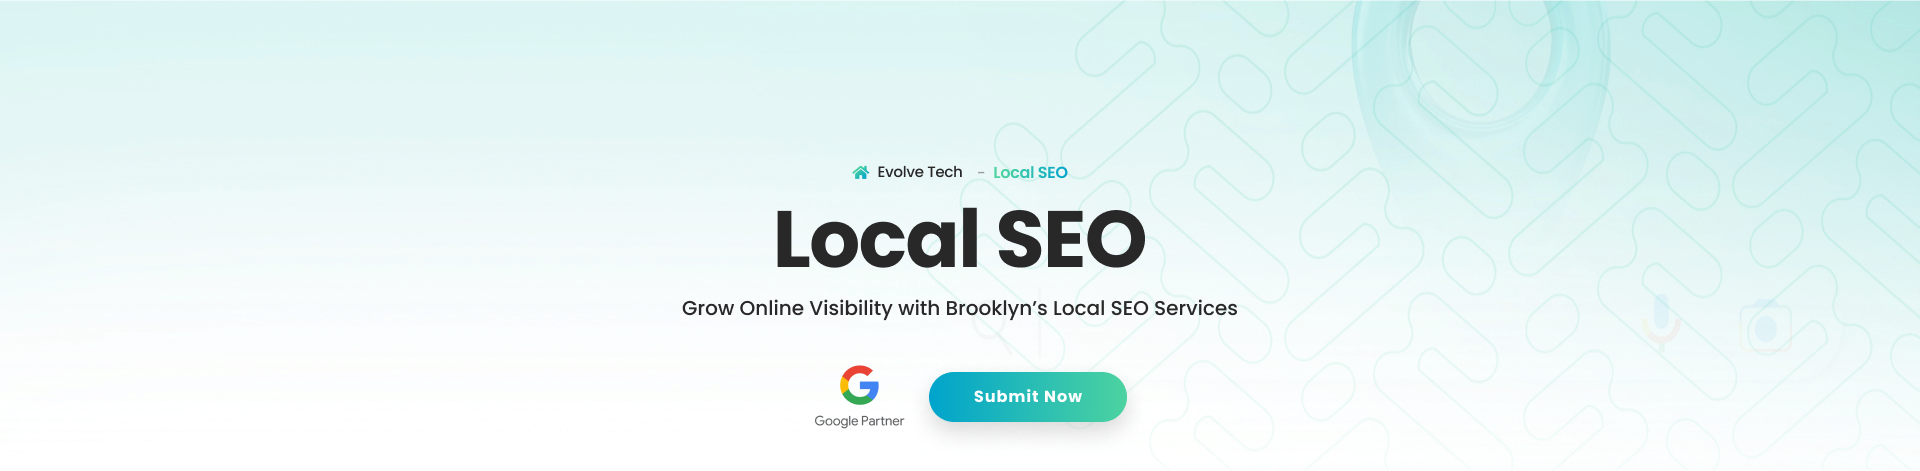 Evolve Tech – Local SEO
Local SEO
Grow Online Visibility with Brooklyn’s Local SEO Services
Google Partner
Submit Now